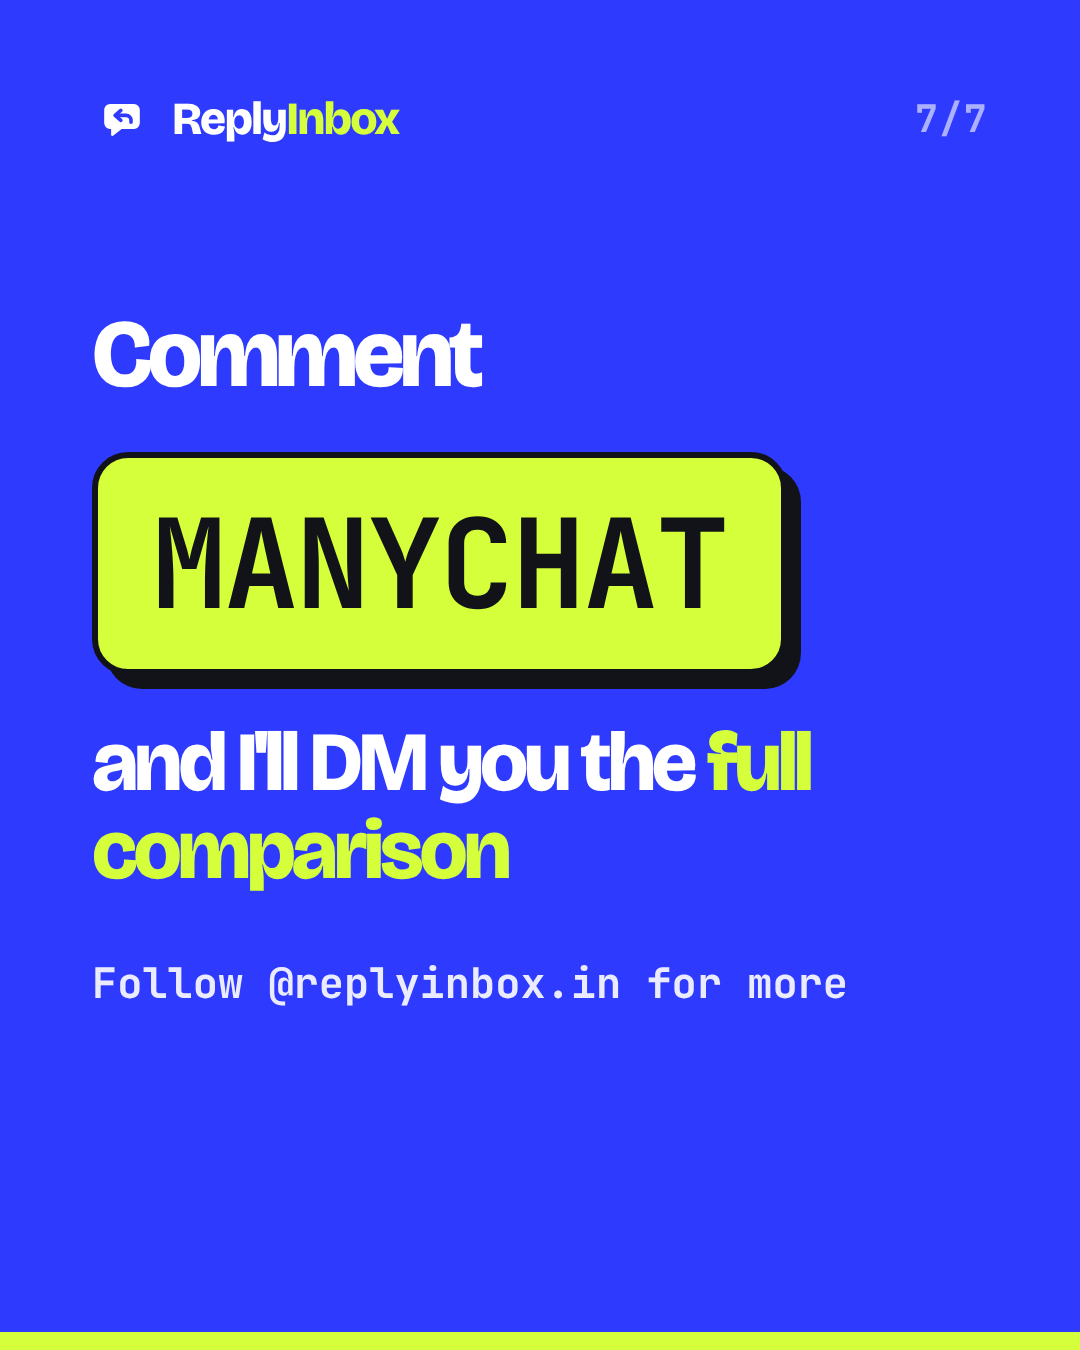 ReplyInbox
7/7
Comment
MANYCHAT
and I'll DM you the full
comparison
Follow @replyinbox.in for more